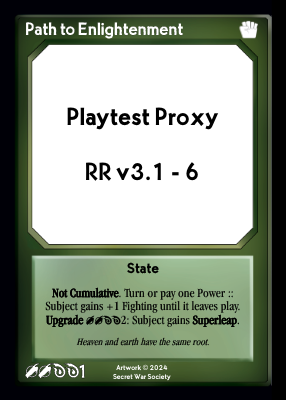 Path to Enlightenment
Playtest Proxy
RR v3.1 - 6
State
Not Cumulative. Turn or pay one Power ::
Subject gains +1 Fighting until it leaves play.
Upgrade 2: Subject gains Superleap.
Heaven and earth have the same root.
1
Artwork © 2024
Secret War Society